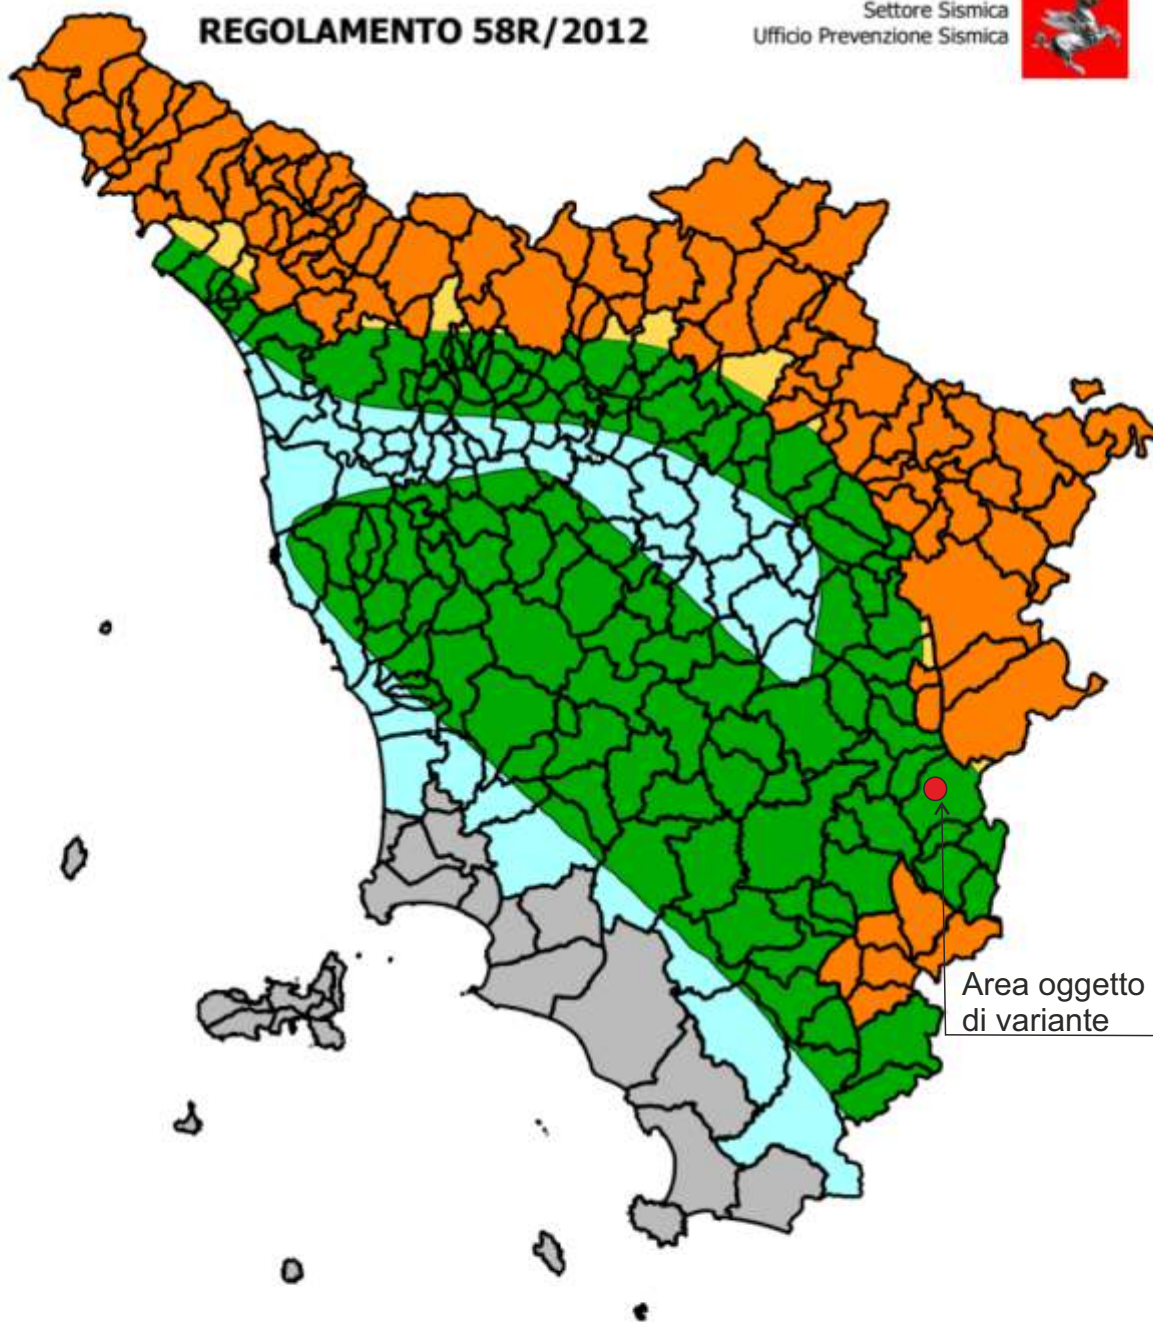 REGOLAMENTO 58R/2012
Settore Sismica
Ufficio Prevenzione Sismica
Area oggetto
di variante